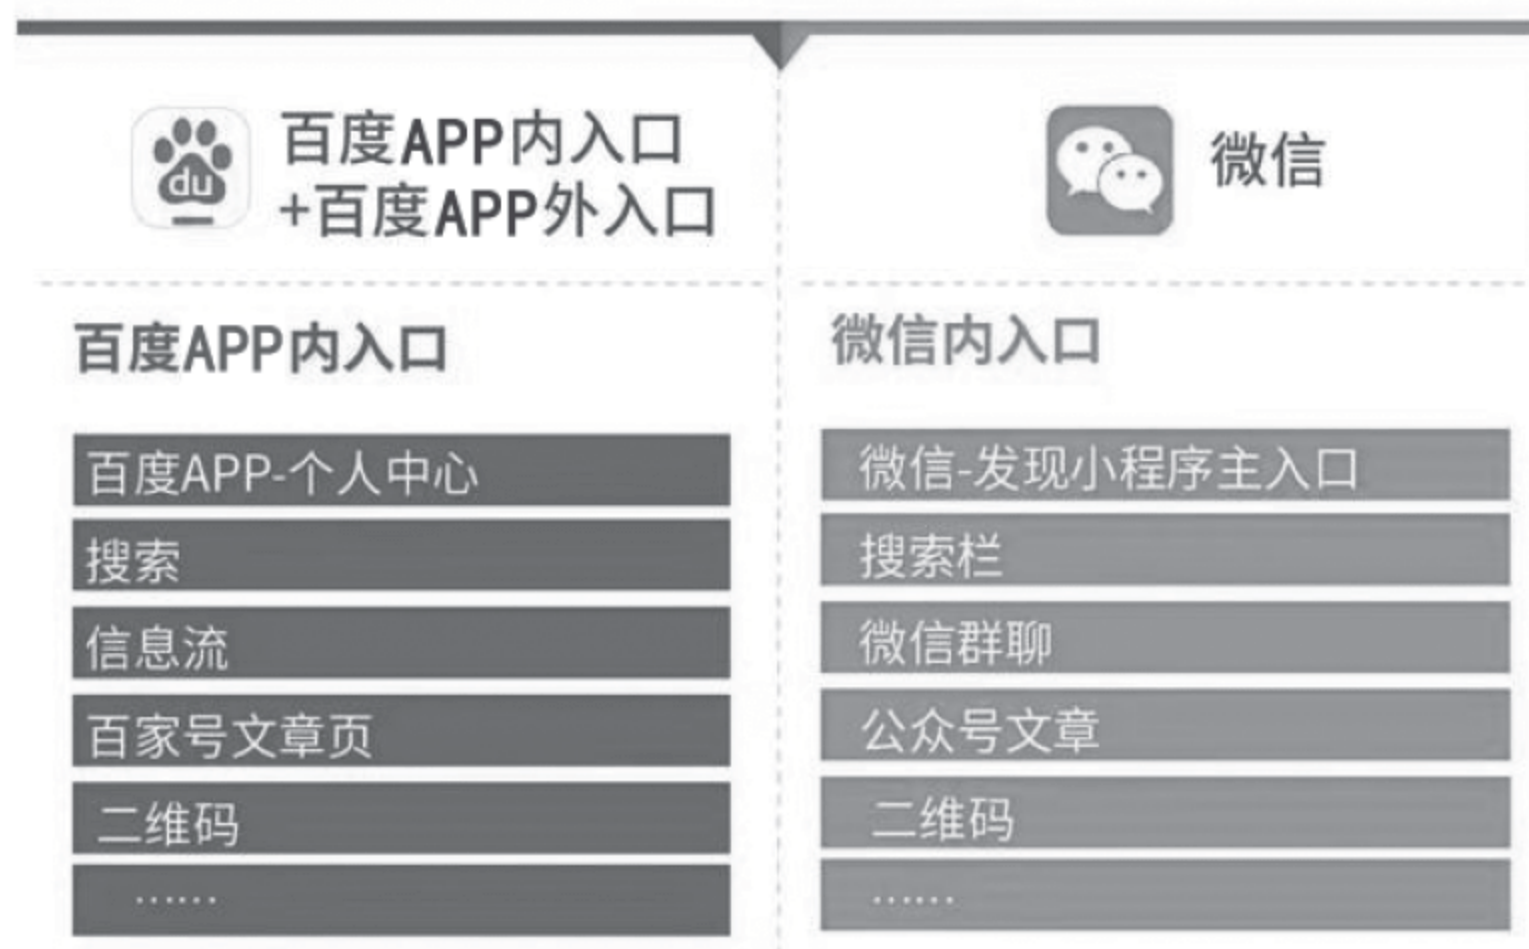 du
百度APP内入口
+百度APP外入口
百度APP内入口
百度APP-个人中心
搜索
信息流
百家号文章页
二维码
……
微信
微信内入口
微信-发现小程序主入口
搜索栏
微信群聊
公众号文章
二维码
……